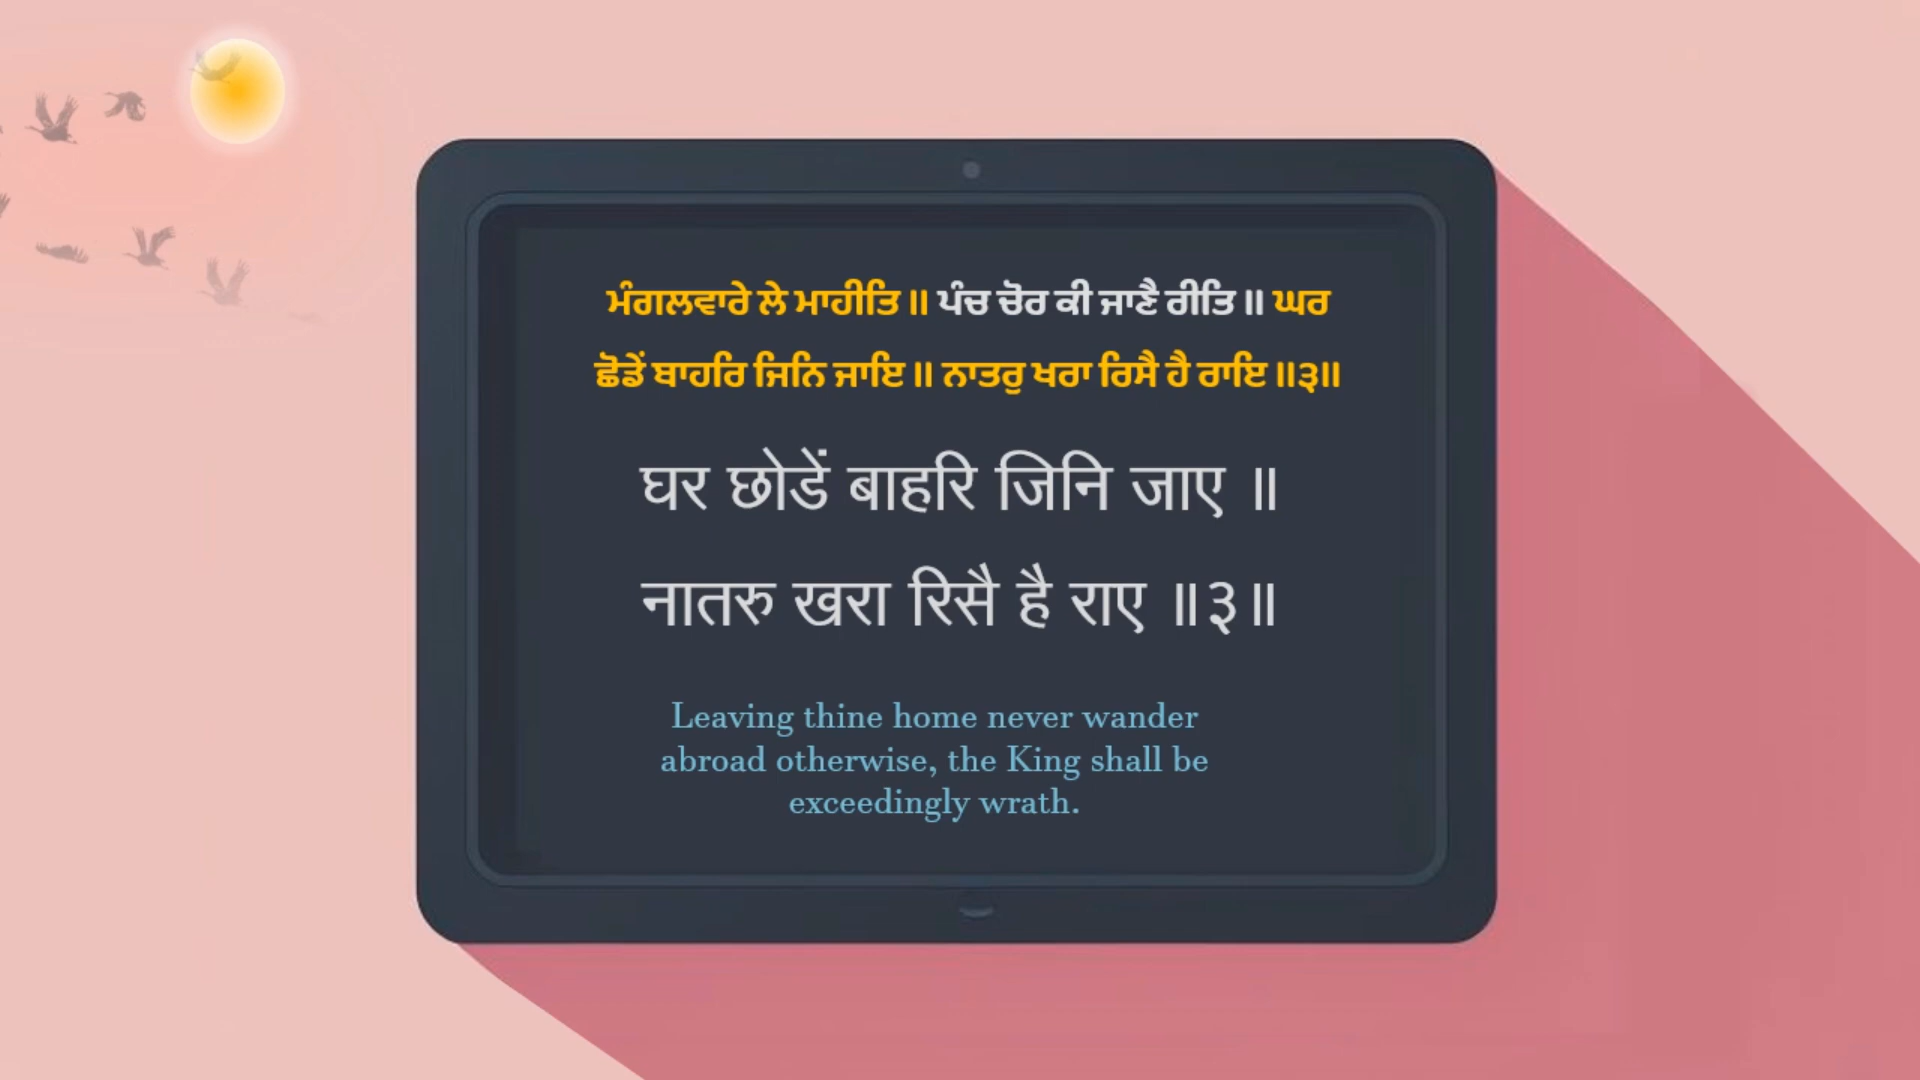 ਮੰਗਲਵਾਰੇ ਲੇ ਮਾਹੀਤਿ ॥ ਪੰਚ ਚੋਰ ਕੀ ਜਾਣੈ ਰੀਤਿ ॥ ਘਰ
ਛੋਡੇਂ ਬਾਹਰਿ ਜਿਨਿ ਜਾਇ ॥ ਨਾਤਰੁ ਖਰਾ ਰਿਸੈ ਹੈ ਰਾਇ ॥੩॥
घर छोडें बाहरि जिनि जाए ॥
नातरु खरा रिसै है राए ॥३॥
Leaving thine home never wander
abroad otherwise, the King shall be
exceedingly wrath.